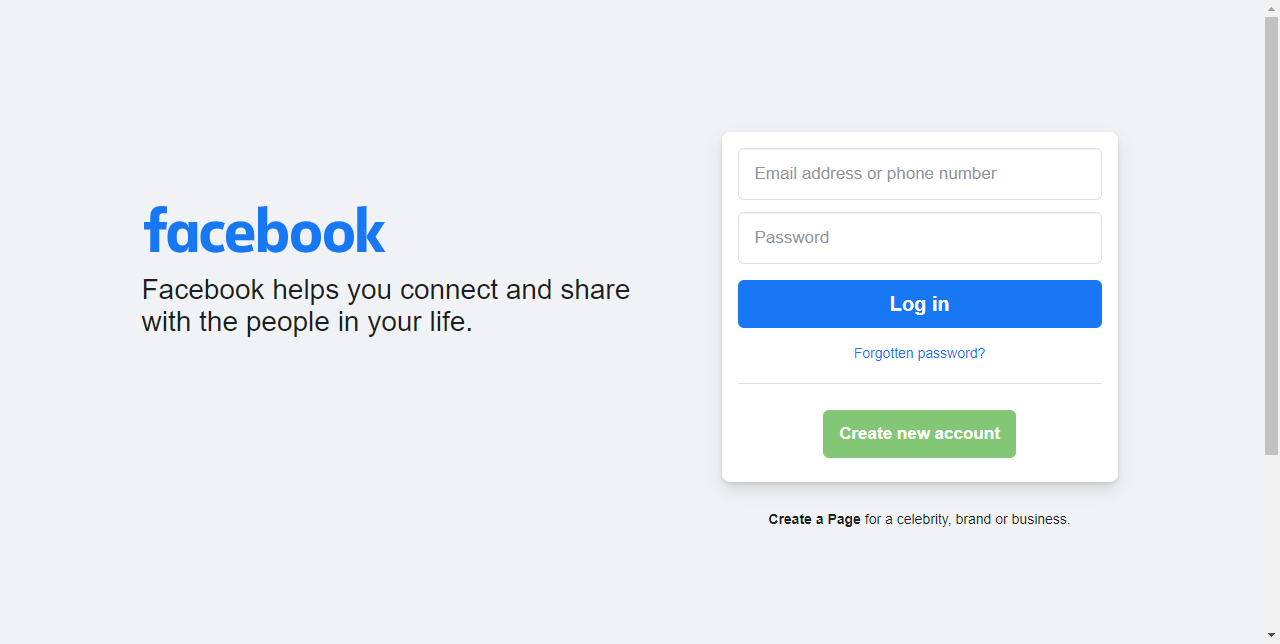 facebook
Facebook helps you connect and share
with the people in your life.
Email address or phone number
Password
Log in
Forgotten password?
Create new account
Create a Page for a celebrity, brand or business.